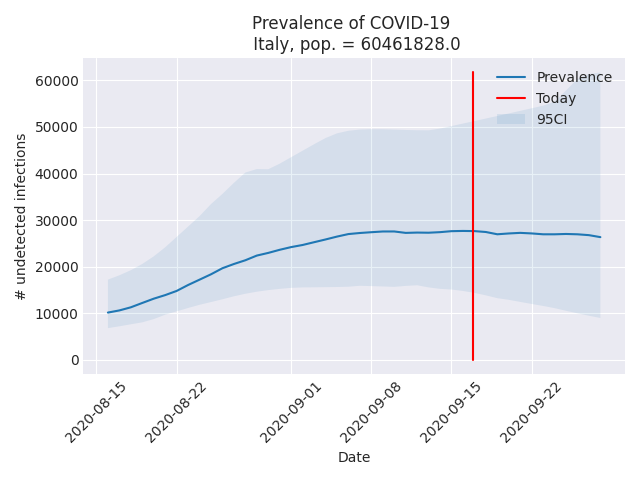 Prevalence of COVID-19
Italy, pop. = 60461828.0
# undetected infections
60000
50000
40000
30000
20000
10000
0
Prevalence
Today
95CI
2020-08-15
2020-08-22
2020-09-01
2020-09-08
2020-09-15
2020-09-22
Date